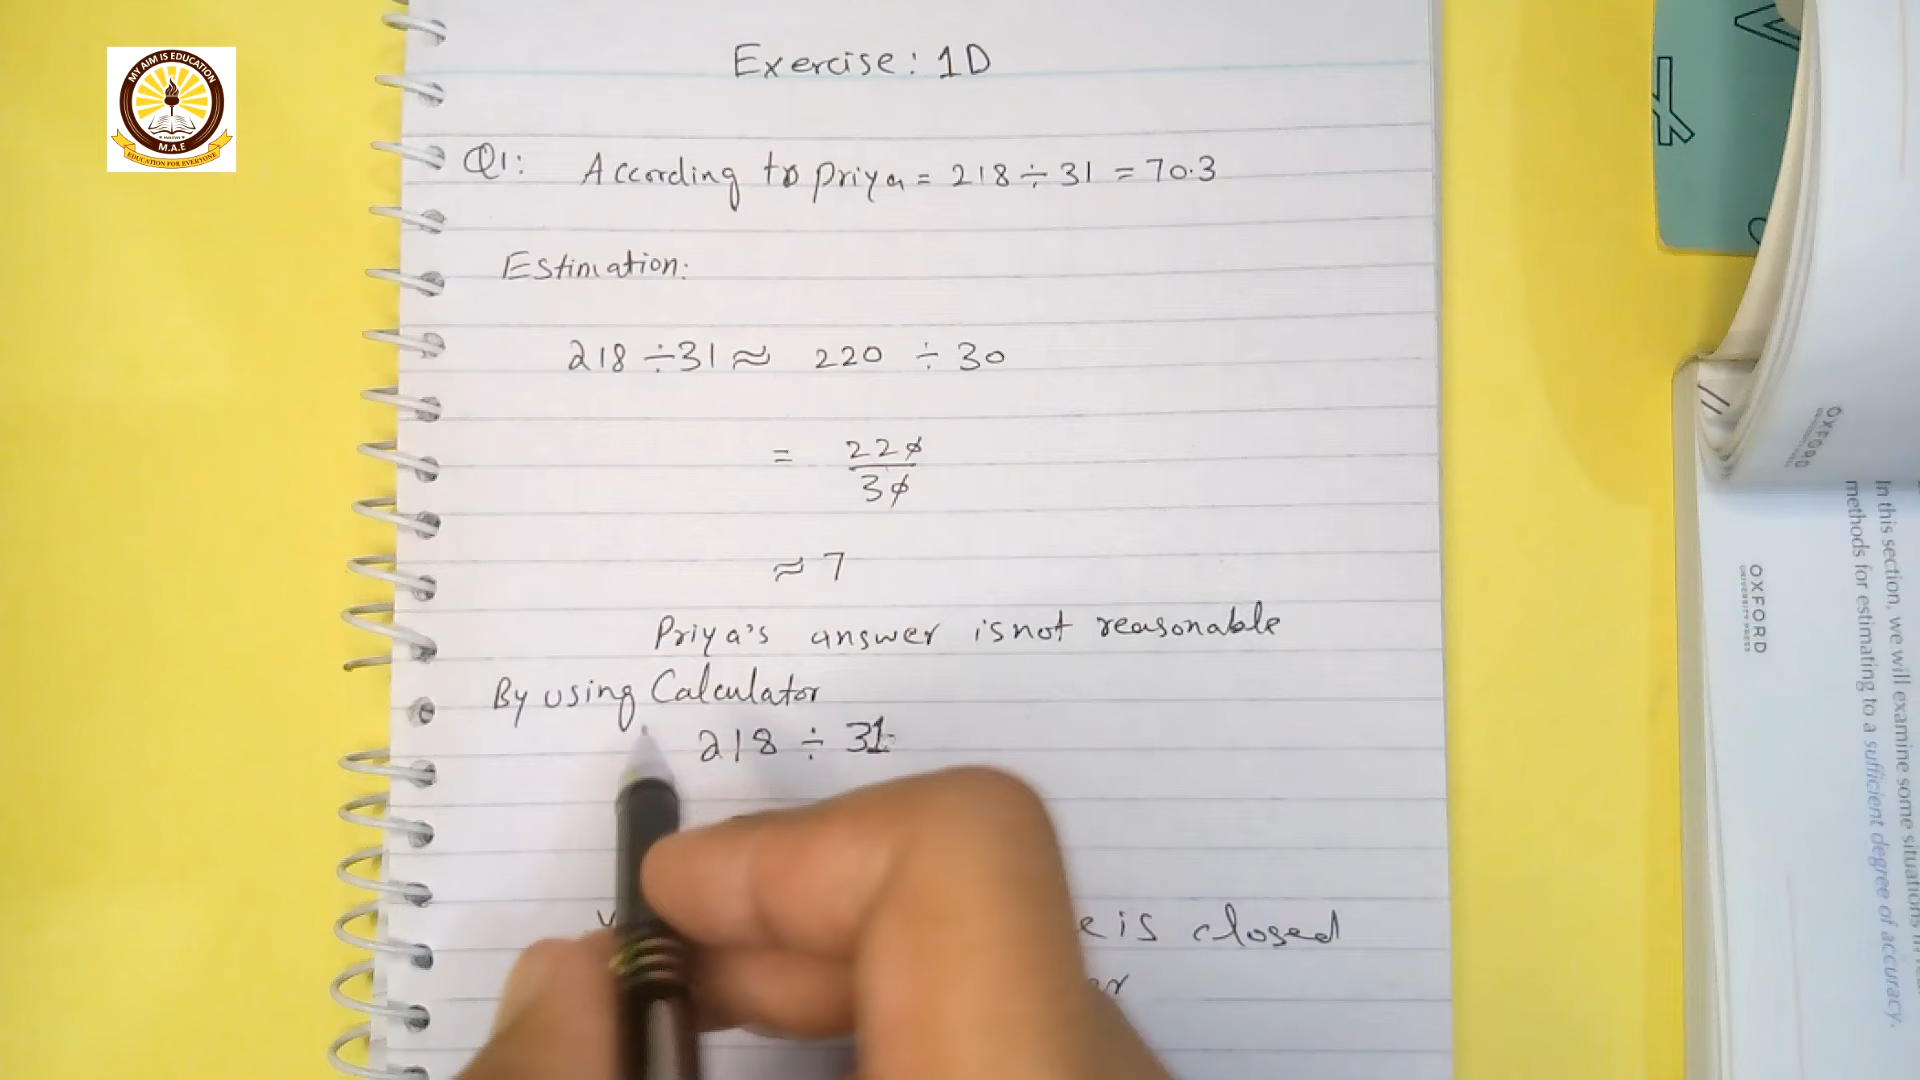 MY AIM IS EDUCATION
M.A.E
EDUCATION FOR EVERYONE
Exercise: 1D
Q1: According to Priya = 218 ÷ 31 = 70.3
Estimation:
218 ÷ 31 ≈ 220 ÷ 30
= 220
30
≈ 7
Priya's answer is not reasonable
By using Calculator
218 ÷ 31
is closed
OXFORD
OXFORD
UNIVERSITY PRESS
In this section, we will examine some situations in
methods for estimating to a sufficient degree of accuracy.